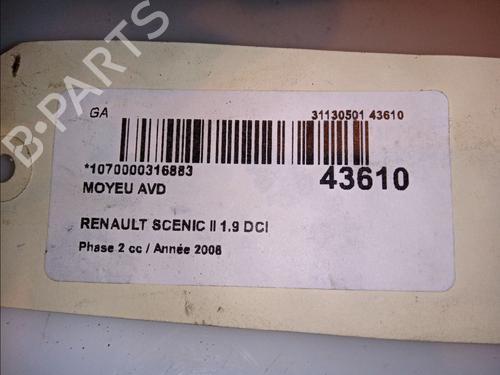 GA
31130501 43610
*1070000316883
43610
MOYEU AVD
RENAULT SCENIC II 1.9 DCI
Phase 2 cc / Année 2006
B-PARTS